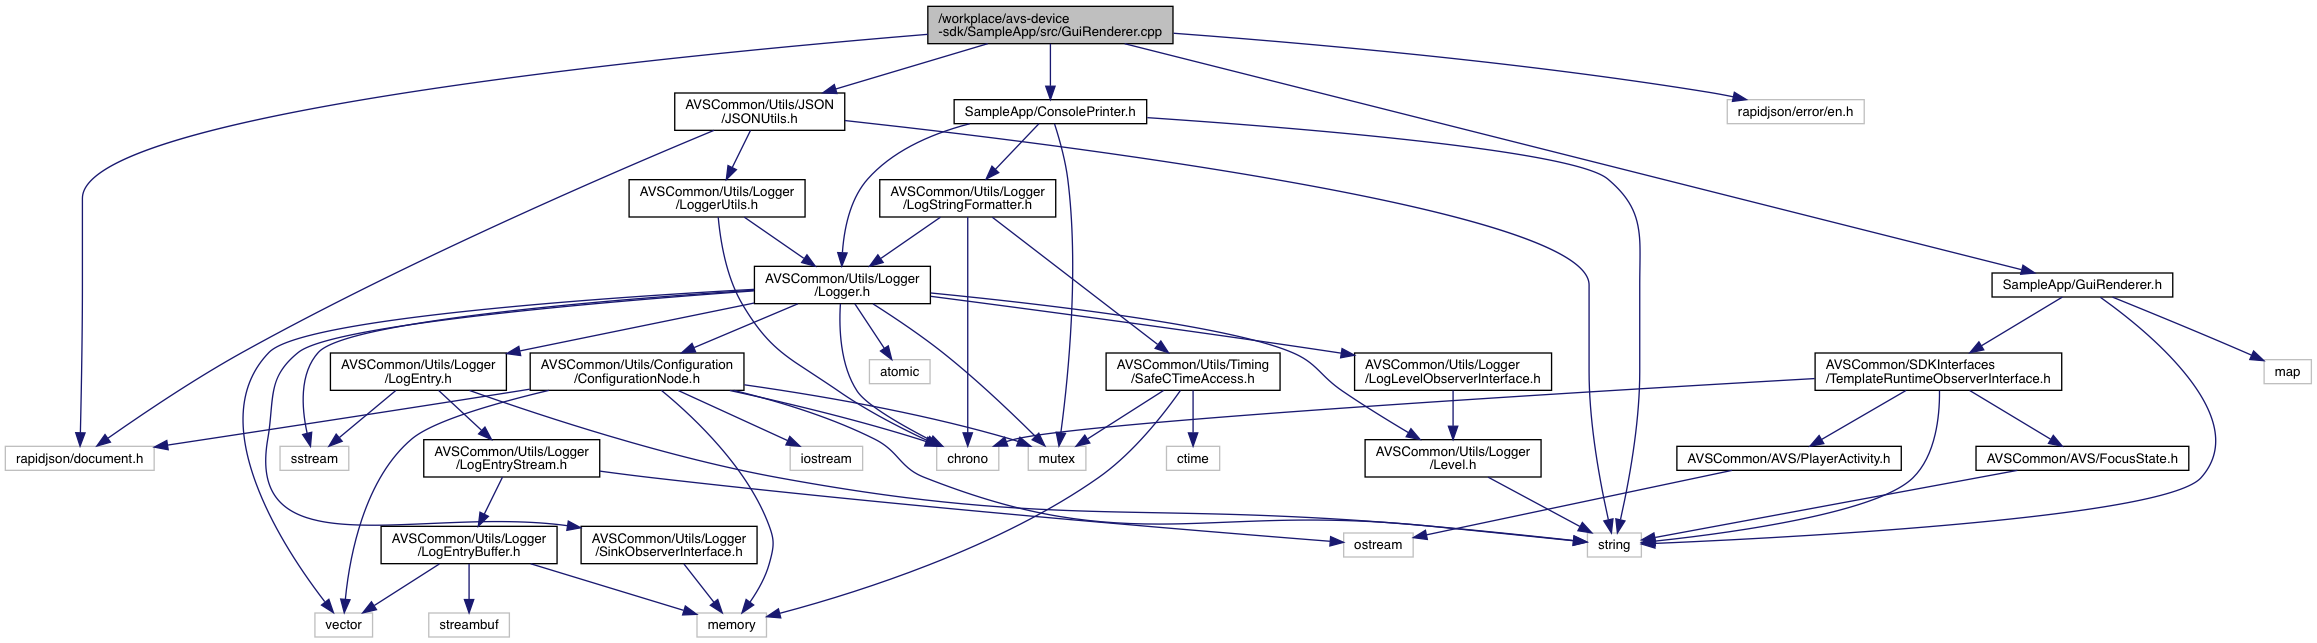 /workplace/avs-device
-sdk/SampleApp/src/GuiRenderer.cpp
AVSCommon/Utils/JSON
/JSONUtils.h
SampleApp/ConsolePrinter.h
rapidjson/error/en.h
AVSCommon/Utils/Logger
/LoggerUtils.h
AVSCommon/Utils/Logger
/LogStringFormatter.h
AVSCommon/Utils/Logger
/Logger.h
SampleApp/GuiRenderer.h
AVSCommon/Utils/Logger
/LogEntry.h
AVSCommon/Utils/Configuration
/ConfigurationNode.h
atomic
AVSCommon/Utils/Timing
/SafeCTimeAccess.h
AVSCommon/Utils/Logger
/LogLevelObserverInterface.h
AVSCommon/SDKInterfaces
/TemplateRuntimeObserverInterface.h
map
rapidjson/document.h
sstream
AVSCommon/Utils/Logger
/LogEntryStream.h
iostream
chrono
mutex
ctime
AVSCommon/Utils/Logger
/Level.h
AVSCommon/AVS/PlayerActivity.h
AVSCommon/AVS/FocusState.h
AVSCommon/Utils/Logger
/LogEntryBuffer.h
AVSCommon/Utils/Logger
/SinkObserverInterface.h
ostream
string
vector
streambuf
memory